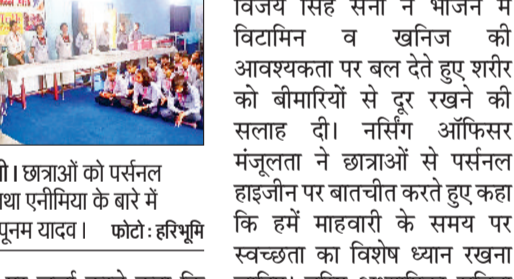 छात्राओं को पर्सनल
एनीमिया के बारे में
यादव। फोटो : हरिभूमि
विजय सिंह सैनी ने भोजन में
विटामिन व खनिज की
आवश्यकता पर बल देते हुए शरीर
को बीमारियों से दूर रखने की
सलाह दी। नर्सिंग ऑफिसर
मंजूलता ने छात्राओं से पर्सनल
हाइजीन पर बातचीत करते हुए कहा
कि हमें माहवारी के समय पर
स्वच्छता का विशेष ध्यान रखना